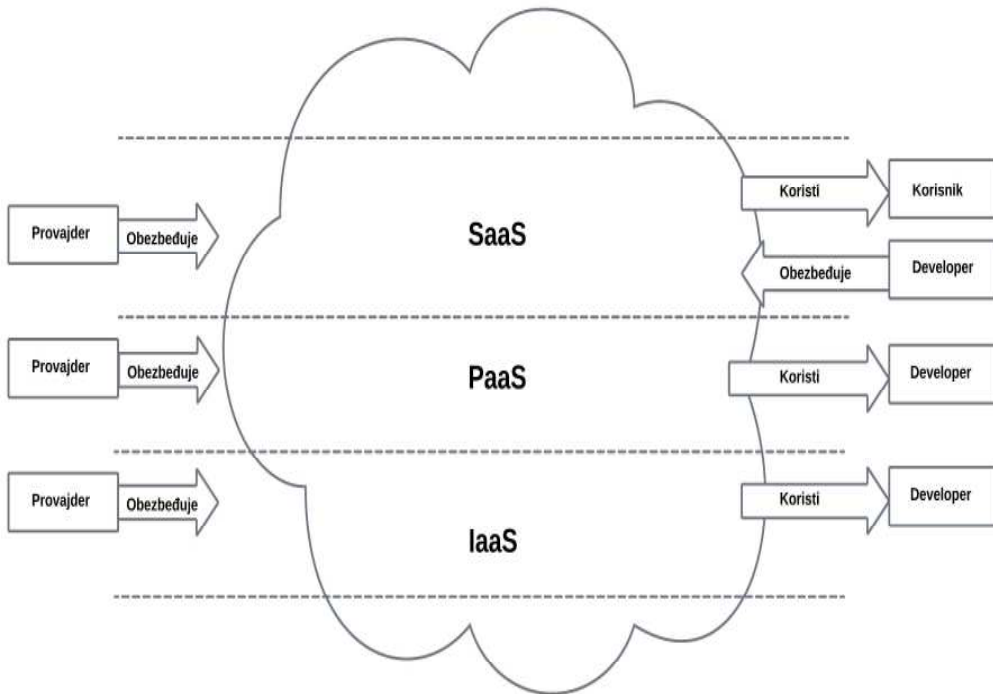 Koristi
Korisnik
Provajder
Obezbeđuje
SaaS
Obezbeđuje
Developer
Provajder
Obezbeđuje
PaaS
Koristi
Developer
Provajder
Obezbeđuje
Koristi
Developer
IaaS